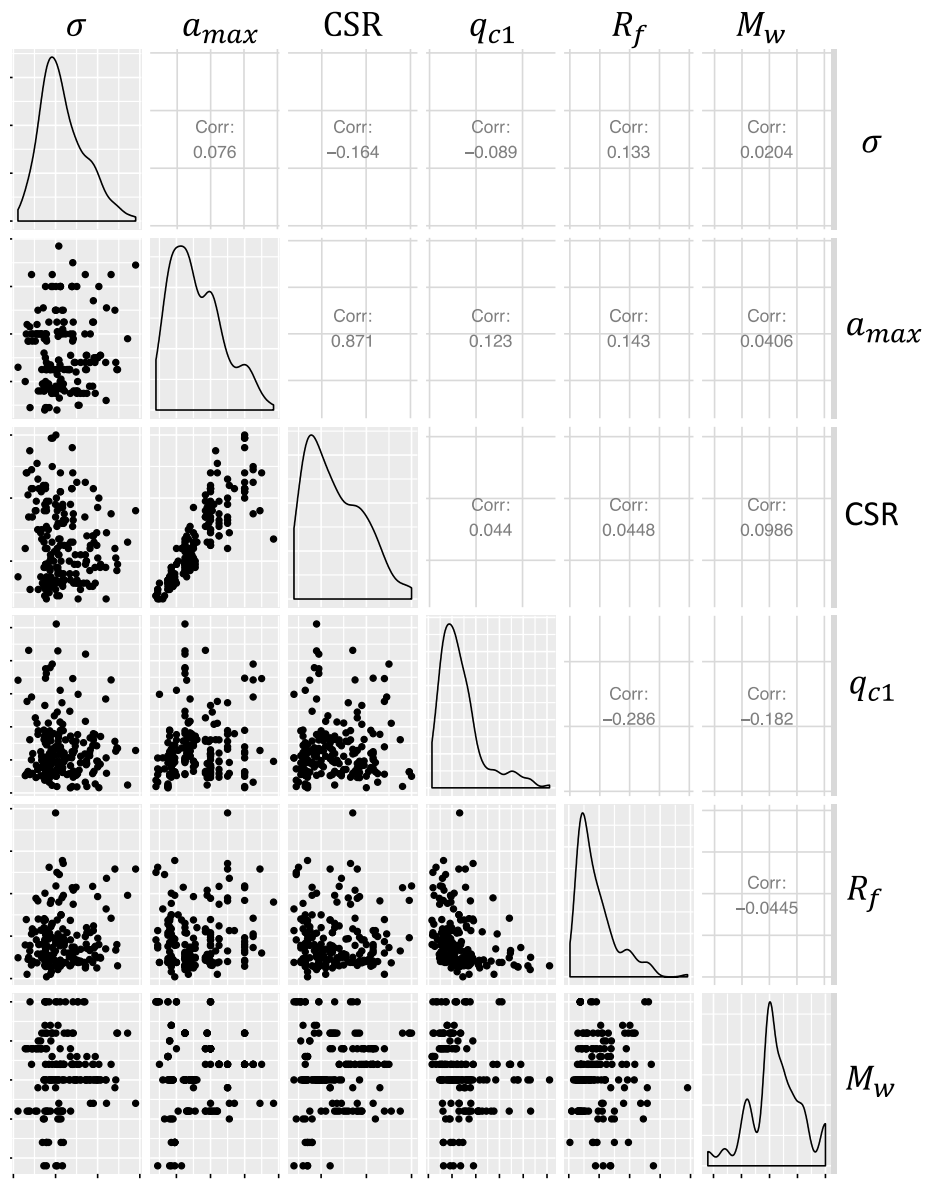 σ a_max CSR q_c1 R_f M_w
Corr: Corr: Corr: Corr: Corr:
0.076 −0.164 −0.089 0.133 0.0204
σ
Corr: Corr: Corr: Corr:
0.871 0.123 0.143 0.0406
a_max
Corr: Corr: Corr:
0.044 0.0448 0.0986
CSR
Corr: Corr:
−0.286 −0.182
q_c1
Corr:
−0.0445
R_f
M_w